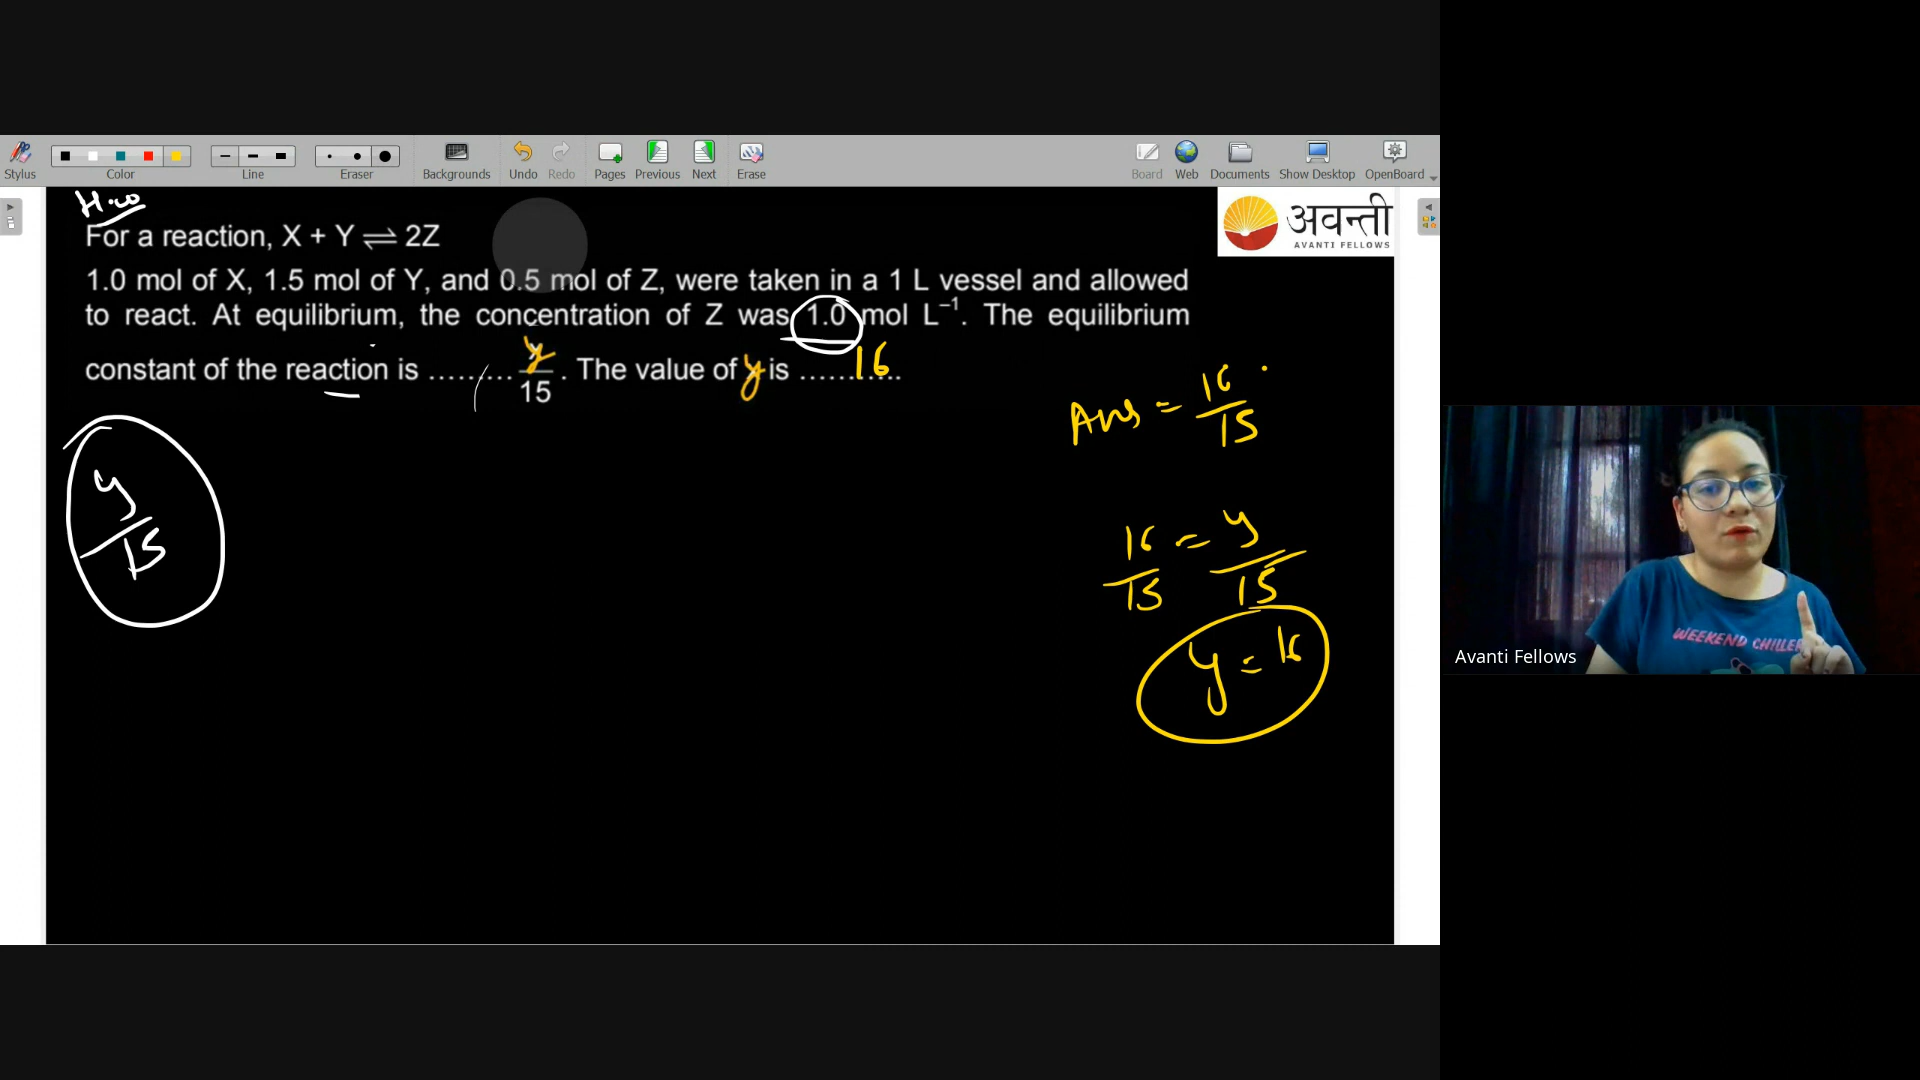 Stylus Color Line Eraser Backgrounds Undo Redo Pages Previous Next Erase Board Web Documents Show Desktop OpenBoard
H.w
अवन्ती
AVANTI FELLOWS
For a reaction, X + Y ⇌ 2Z
1.0 mol of X, 1.5 mol of Y, and 0.5 mol of Z, were taken in a 1 L vessel and allowed
to react. At equilibrium, the concentration of Z was 1.0 mol L⁻¹. The equilibrium
constant of the reaction is ......... y/15 . The value of y is ...... 16 ....
Ans = 16/15
y/15
16/15 = y/15
y = 16
WEEKEND CHILLER
Avanti Fellows